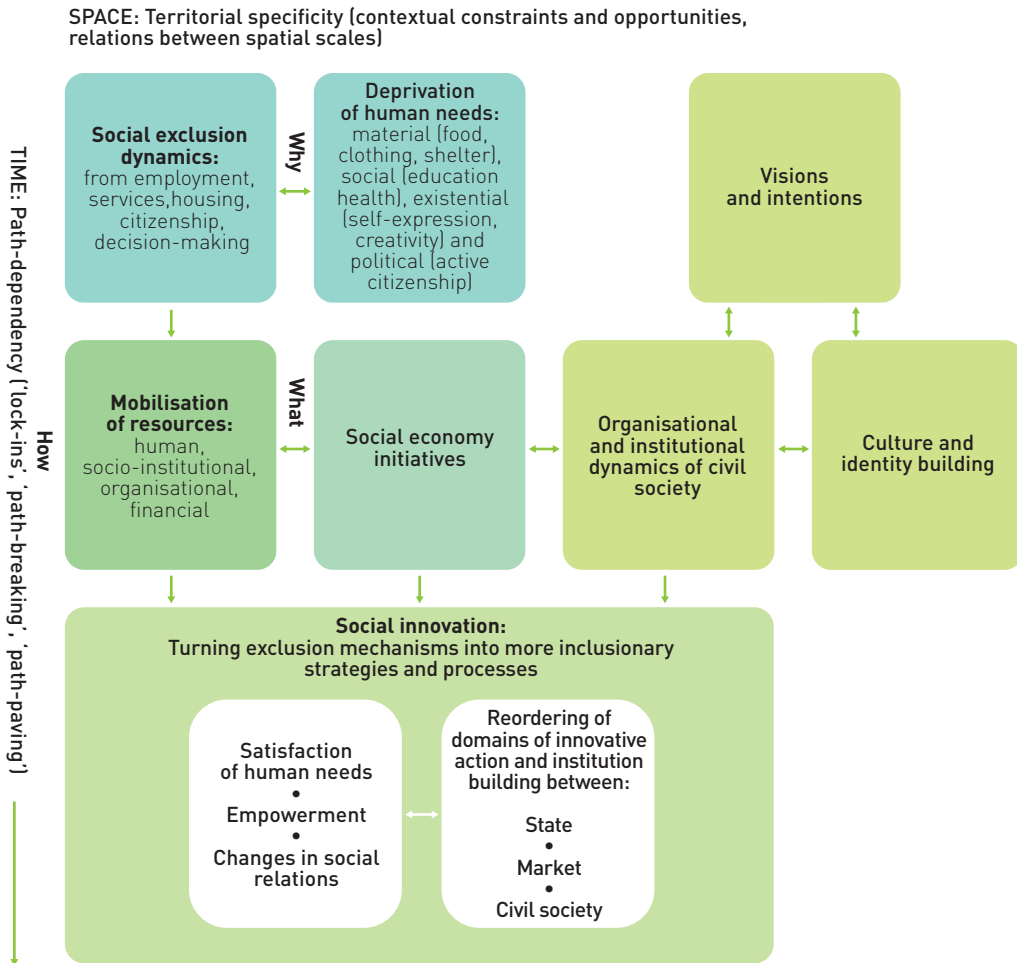 SPACE: Territorial specificity (contextual constraints and opportunities,
relations between spatial scales)
TIME: Path-dependency (‘lock-ins’, ‘path-breaking’, ‘path-paving’)
How
Social exclusion
dynamics:
from employment,
services,housing,
citizenship,
decision-making
Why
Deprivation
of human needs:
material (food,
clothing, shelter),
social (education
health), existential
(self-expression,
creativity) and
political (active
citizenship)
Visions
and intentions
Mobilisation
of resources:
human,
socio-institutional,
organisational,
financial
What
Social economy
initiatives
Organisational
and institutional
dynamics of civil
society
Culture and
identity building
Social innovation:
Turning exclusion mechanisms into more inclusionary
strategies and processes
Satisfaction
of human needs
•
Empowerment
•
Changes in social
relations
Reordering of
domains of innovative
action and institution
building between:
State
•
Market
•
Civil society